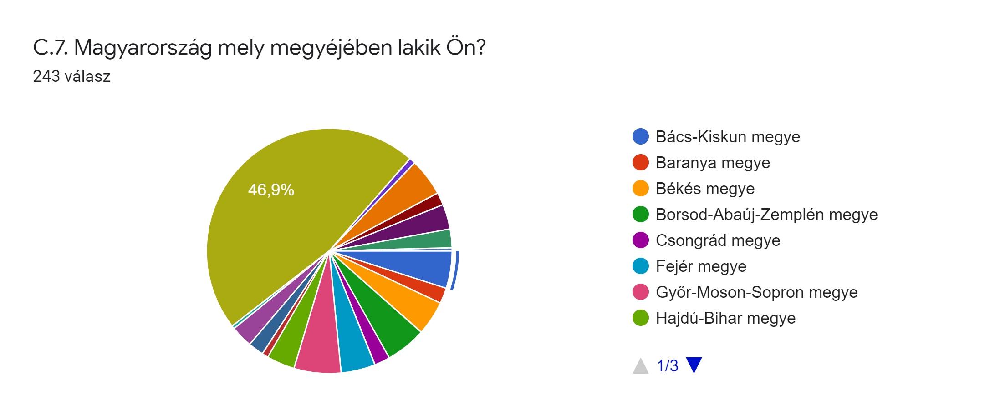 C.7. Magyarország mely megyéjében lakik Ön?
243 válasz
46,9%
Bács-Kiskun megye
Baranya megye
Békés megye
Borsod-Abaúj-Zemplén megye
Csongrád megye
Fejér megye
Győr-Moson-Sopron megye
Hajdú-Bihar megye
1/3